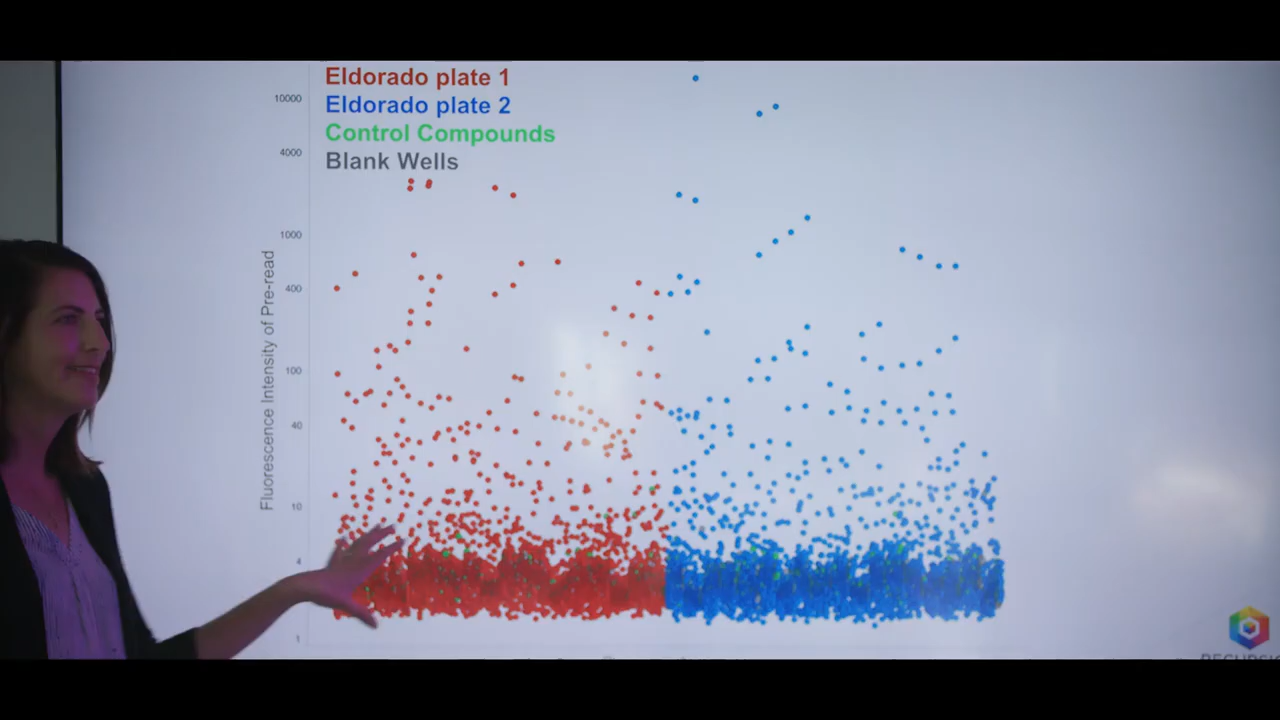 Eldorado plate 1
Eldorado plate 2
Control Compounds
Blank Wells
10000
4000
1000
400
100
40
10
4
1
Fluorescence Intensity of Pre-read